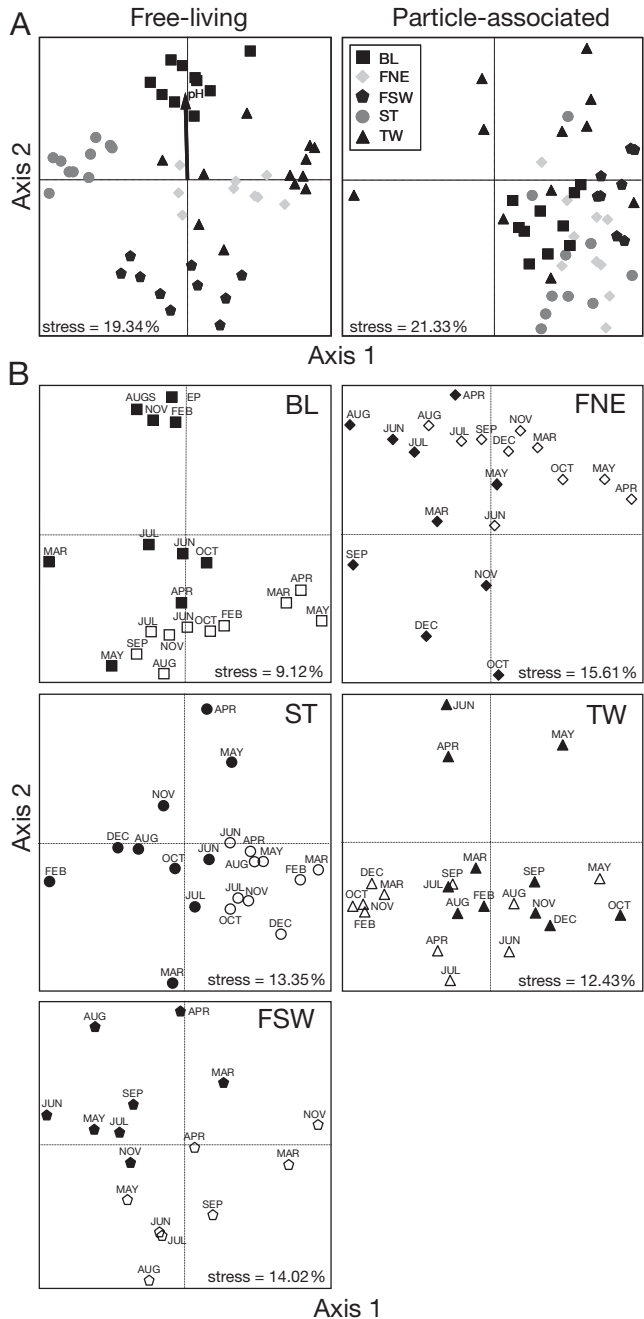 A
Free-living
Particle-associated
BL
FNE
FSW
ST
TW
pH
Axis 2
stress = 19.34%
stress = 21.33%
Axis 1
B
BL
AUGS
EP
NOV
FEB
JUL
JUN
OCT
MAR
APR
APR
MAR
MAY
JUL
JUN
OCT
FEB
SEP
NOV
MAY
AUG
stress = 9.12%
FNE
APR
AUG
JUN
AUG
JUL
JUL
SEP
NOV
DEC
MAR
MAY
OCT
MAY
APR
MAR
JUN
SEP
NOV
DEC
OCT
stress = 15.61%
Axis 2
ST
APR
MAY
NOV
DEC
AUG
JUN
APR
OCT
JUN
AUG
MAY
MAR
FEB
FEB
JUL
JUL
NOV
OCT
DEC
MAR
stress = 13.35%
TW
JUN
APR
MAY
MAR
DEC
SEP
SEP
MAY
JUL
MAR
OCT
NOV
AUG
FEB
AUG
OCT
FEB
NOV
DEC
APR
JUN
JUL
stress = 12.43%
FSW
AUG
APR
MAR
SEP
JUN
MAY
JUL
NOV
APR
NOV
MAR
MAY
SEP
JUN
JUL
AUG
stress = 14.02%
Axis 1